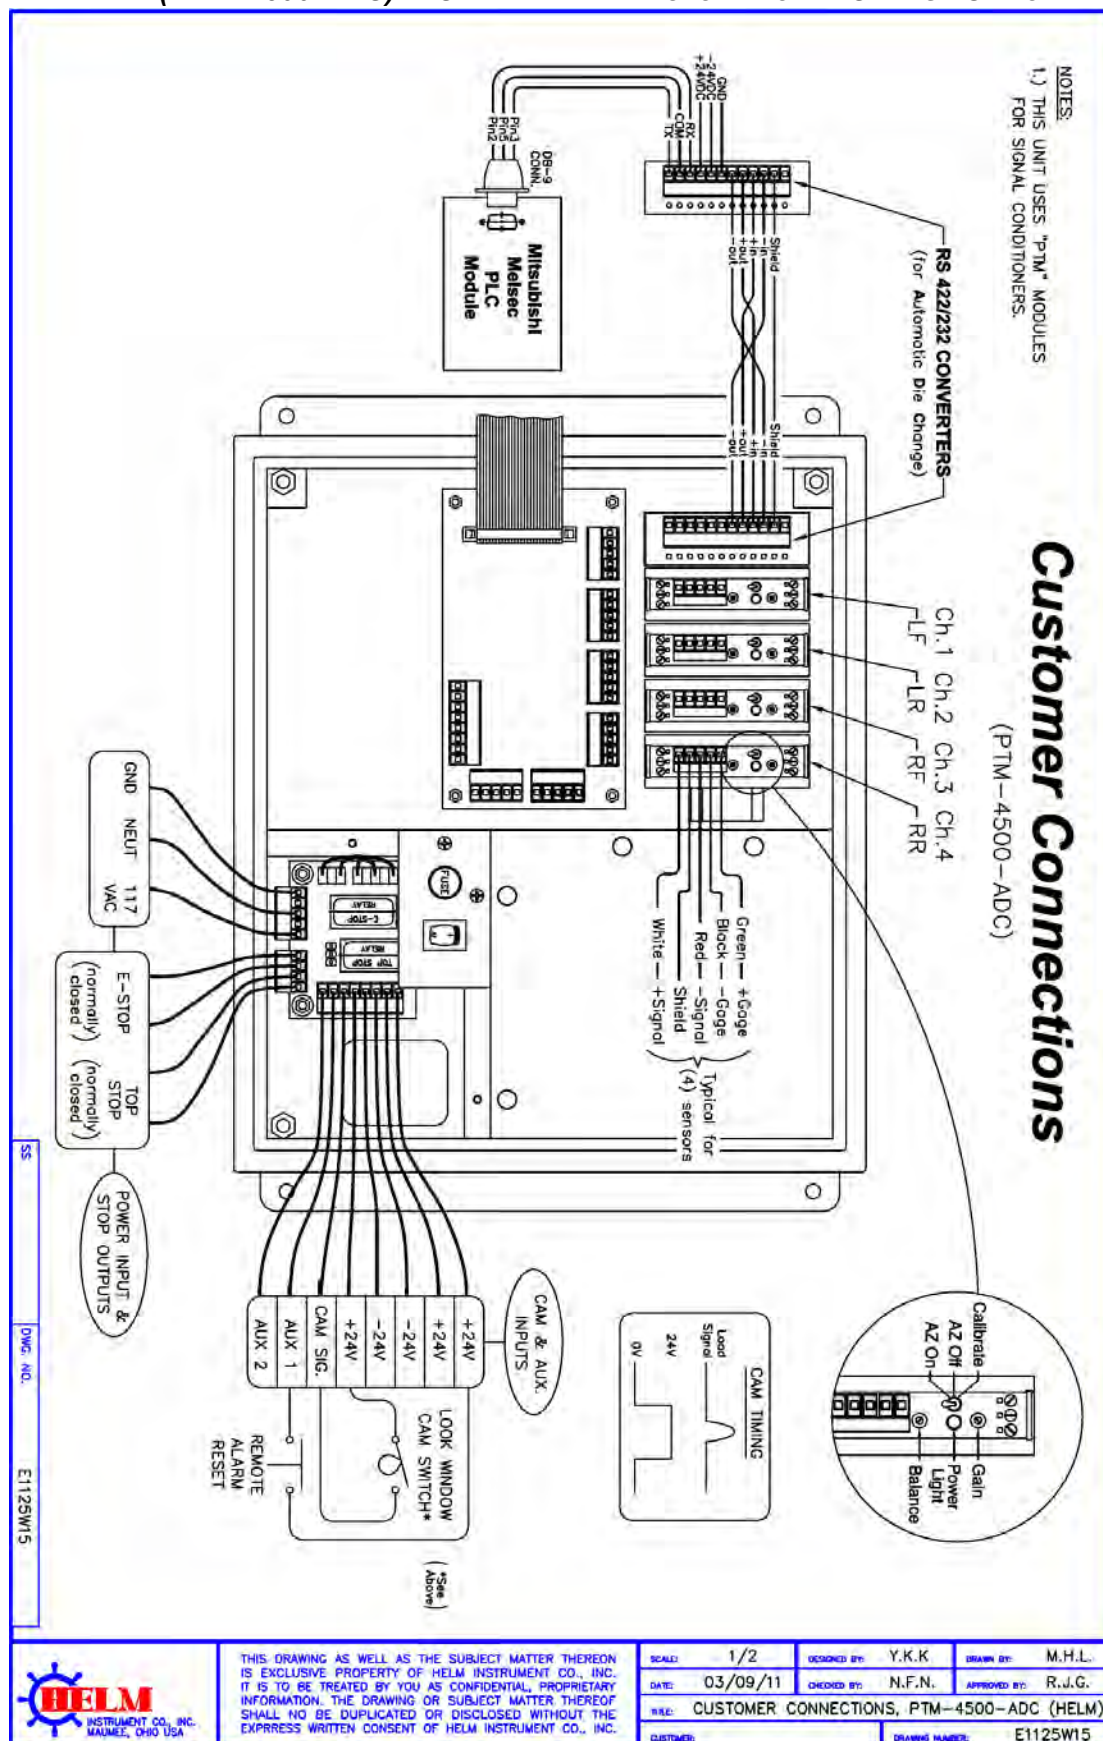 NOTES:
1.) THIS UNIT USES "PTM" MODULES
FOR SIGNAL CONDITIONERS.
Customer Connections
(PTM-4500-ADC)
RS 422/232 CONVERTERS
(for Automatic Die Change)
GND
-24VDC
+24VDC
RX
COM
TX
Pin3
Pin5
Pin2
DB-9
CONN.
Mitsubishi
Melsec
PLC
Module
Shield
-in
+in
+out
-out
Shield
-in
+in
+out
-out
Ch.1 Ch.2 Ch.3 Ch.4
LF LR RF RR
Green - +Gage
Black - -Gage
Red - -Signal
Shield
White - +Signal
Typical for
(4) sensors
Calibrate
AZ Off
AZ On
Gain
Power
Light
Balance
FUSE
E-STOP
RELAY
TOP STOP
RELAY
GND
NEUT
117
VAC
E-STOP
(normally
closed)
TOP
STOP
(normally
closed)
POWER INPUT &
STOP OUTPUTS
CAM & AUX.
INPUTS
+24V
+24V
-24V
-24V
+24V
CAM SIG.
AUX 1
AUX 2
LOOK WINDOW
CAM SWITCH*
(*See
Above)
REMOTE
ALARM
RESET
CAM TIMING
Load
Signal
24V
0V
SS
DWG. NO.
E1125W15
HELM
INSTRUMENT CO., INC.
MAUMEE, OHIO USA
THIS DRAWING AS WELL AS THE SUBJECT MATTER THEREON
IS EXCLUSIVE PROPERTY OF HELM INSTRUMENT CO., INC.
IT IS TO BE TREATED BY YOU AS CONFIDENTIAL, PROPRIETARY
INFORMATION. THE DRAWING OR SUBJECT MATTER THEREOF
SHALL NO BE DUPLICATED OR DISCLOSED WITHOUT THE
EXPRRESS WRITTEN CONSENT OF HELM INSTRUMENT CO., INC.
SCALE: 1/2
DESIGNED BY: Y.K.K
DRAWN BY: M.H.L.
DATE: 03/09/11
CHECKED BY: N.F.N.
APPROVED BY: R.J.G.
TITLE: CUSTOMER CONNECTIONS, PTM-4500-ADC (HELM)
CUSTOMER:
DRAWING NUMBER: E1125W15